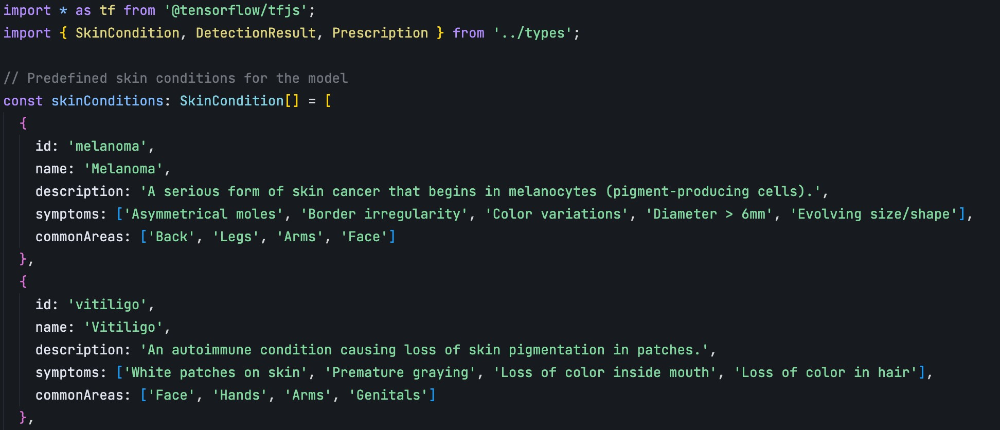 import * as tf from '@tensorflow/tfjs';
import { SkinCondition, DetectionResult, Prescription } from '../types';
// Predefined skin conditions for the model
const skinConditions: SkinCondition[] = [
{
id: 'melanoma',
name: 'Melanoma',
description: 'A serious form of skin cancer that begins in melanocytes (pigment-producing cells).',
symptoms: ['Asymmetrical moles', 'Border irregularity', 'Color variations', 'Diameter > 6mm', 'Evolving size/shape'],
commonAreas: ['Back', 'Legs', 'Arms', 'Face']
},
{
id: 'vitiligo',
name: 'Vitiligo',
description: 'An autoimmune condition causing loss of skin pigmentation in patches.',
symptoms: ['White patches on skin', 'Premature graying', 'Loss of color inside mouth', 'Loss of color in hair'],
commonAreas: ['Face', 'Hands', 'Arms', 'Genitals']
},